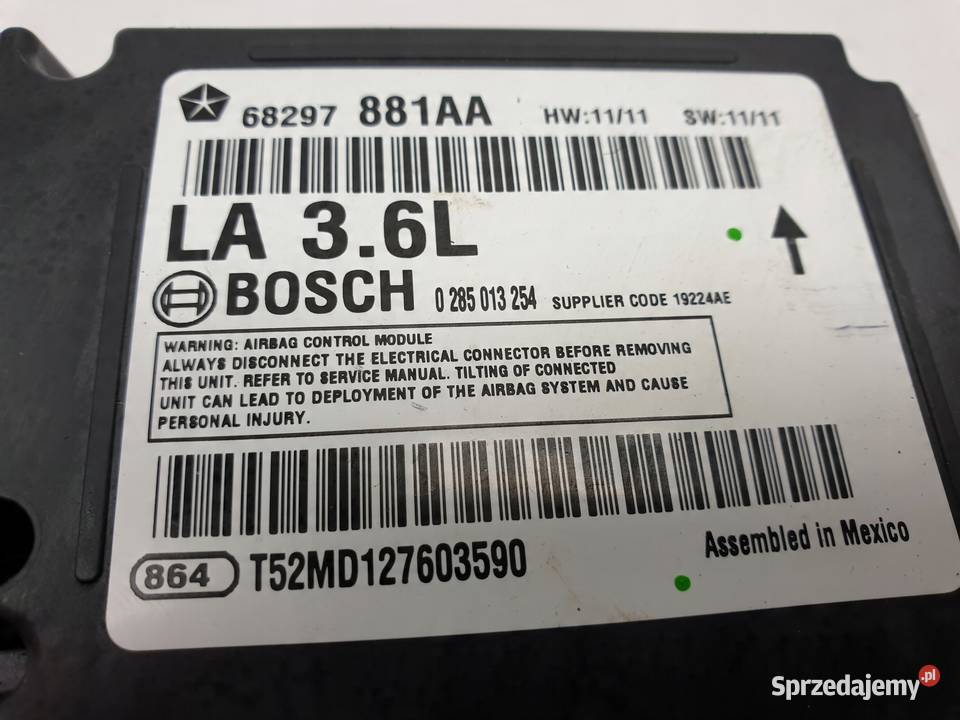 68297 881AA HW:11/11 SW:11/11
LA 3.6L
BOSCH 0 285 013 254 SUPPLIER CODE 19224AE
WARNING: AIRBAG CONTROL MODULE
ALWAYS DISCONNECT THE ELECTRICAL CONNECTOR BEFORE REMOVING
THIS UNIT. REFER TO SERVICE MANUAL. TILTING OF CONNECTED
UNIT CAN LEAD TO DEPLOYMENT OF THE AIRBAG SYSTEM AND CAUSE
PERSONAL INJURY.
864 T52MD127603590 Assembled in Mexico
Sprzedajemy.pl